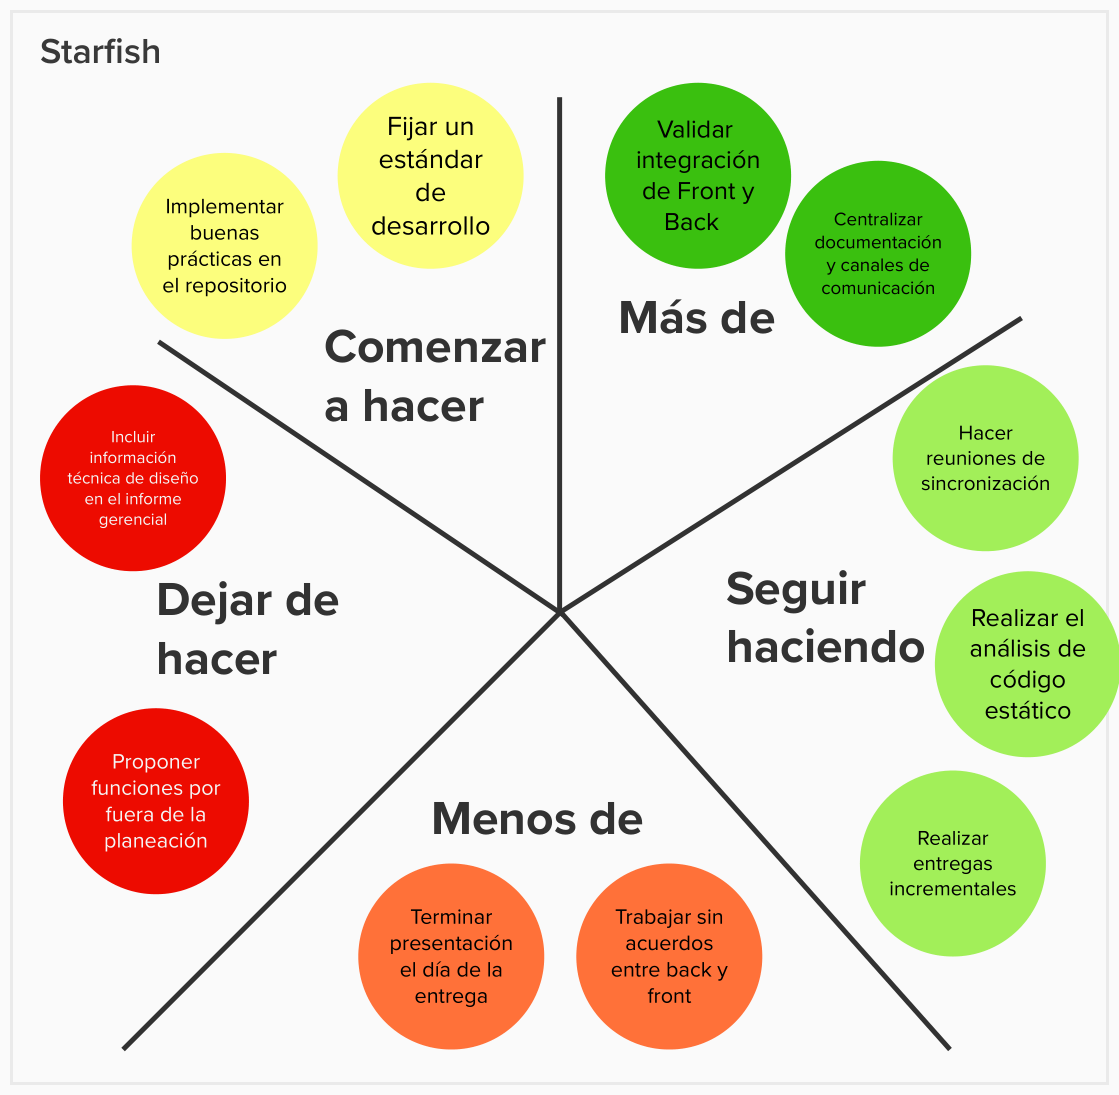 Starfish
Fijar un
estándar
de
desarrollo
Implementar
buenas
prácticas en
el repositorio
Comenzar
a hacer
Validar
integración
de Front y
Back
Centralizar
documentación
y canales de
comunicación
Más de
Hacer
reuniones de
sincronización
Seguir
haciendo
Realizar el
análisis de
código
estático
Realizar
entregas
incrementales
Incluir
información
técnica de diseño
en el informe
gerencial
Dejar de
hacer
Proponer
funciones por
fuera de la
planeación
Menos de
Terminar
presentación
el día de la
entrega
Trabajar sin
acuerdos
entre back y
front